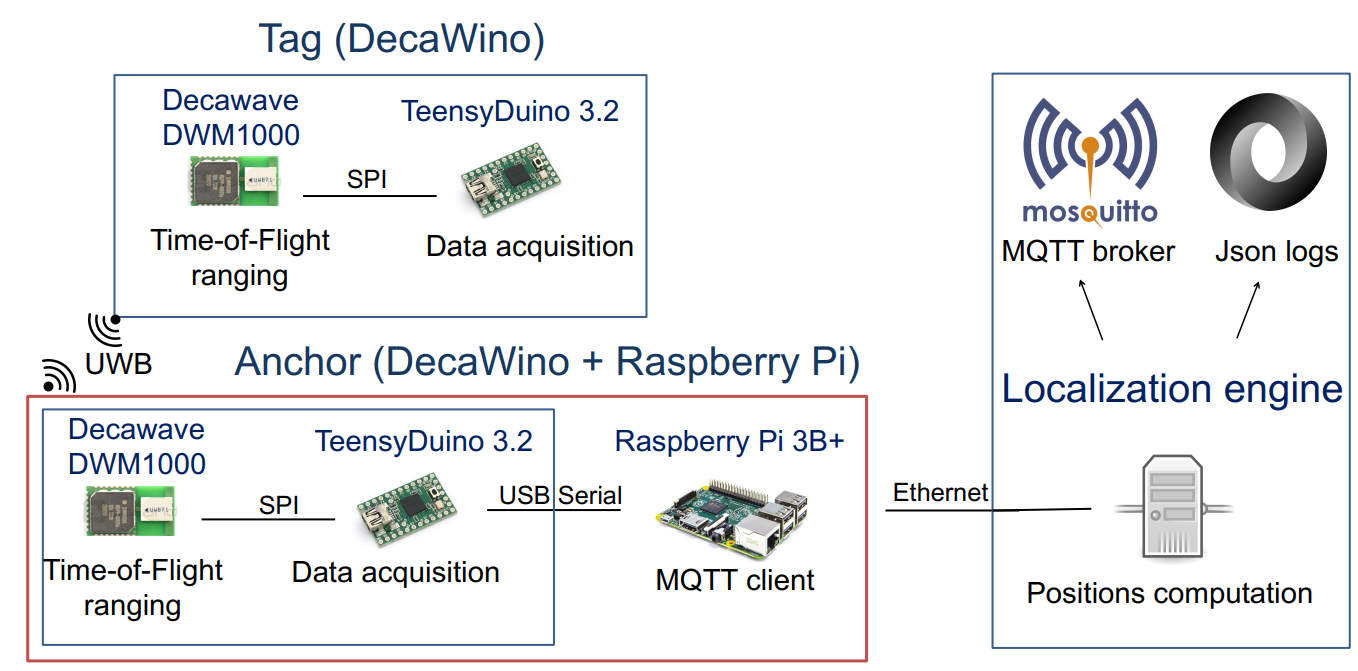 Tag (DecaWino)
Decawave
DWM1000
TeensyDuino 3.2
SPI
Time-of-Flight
ranging
Data acquisition
UWB
Anchor (DecaWino + Raspberry Pi)
Decawave
DWM1000
TeensyDuino 3.2
Raspberry Pi 3B+
SPI
USB Serial
Time-of-Flight
ranging
Data acquisition
MQTT client
Ethernet
mosquitto
MQTT broker
Json logs
Localization engine
Positions computation